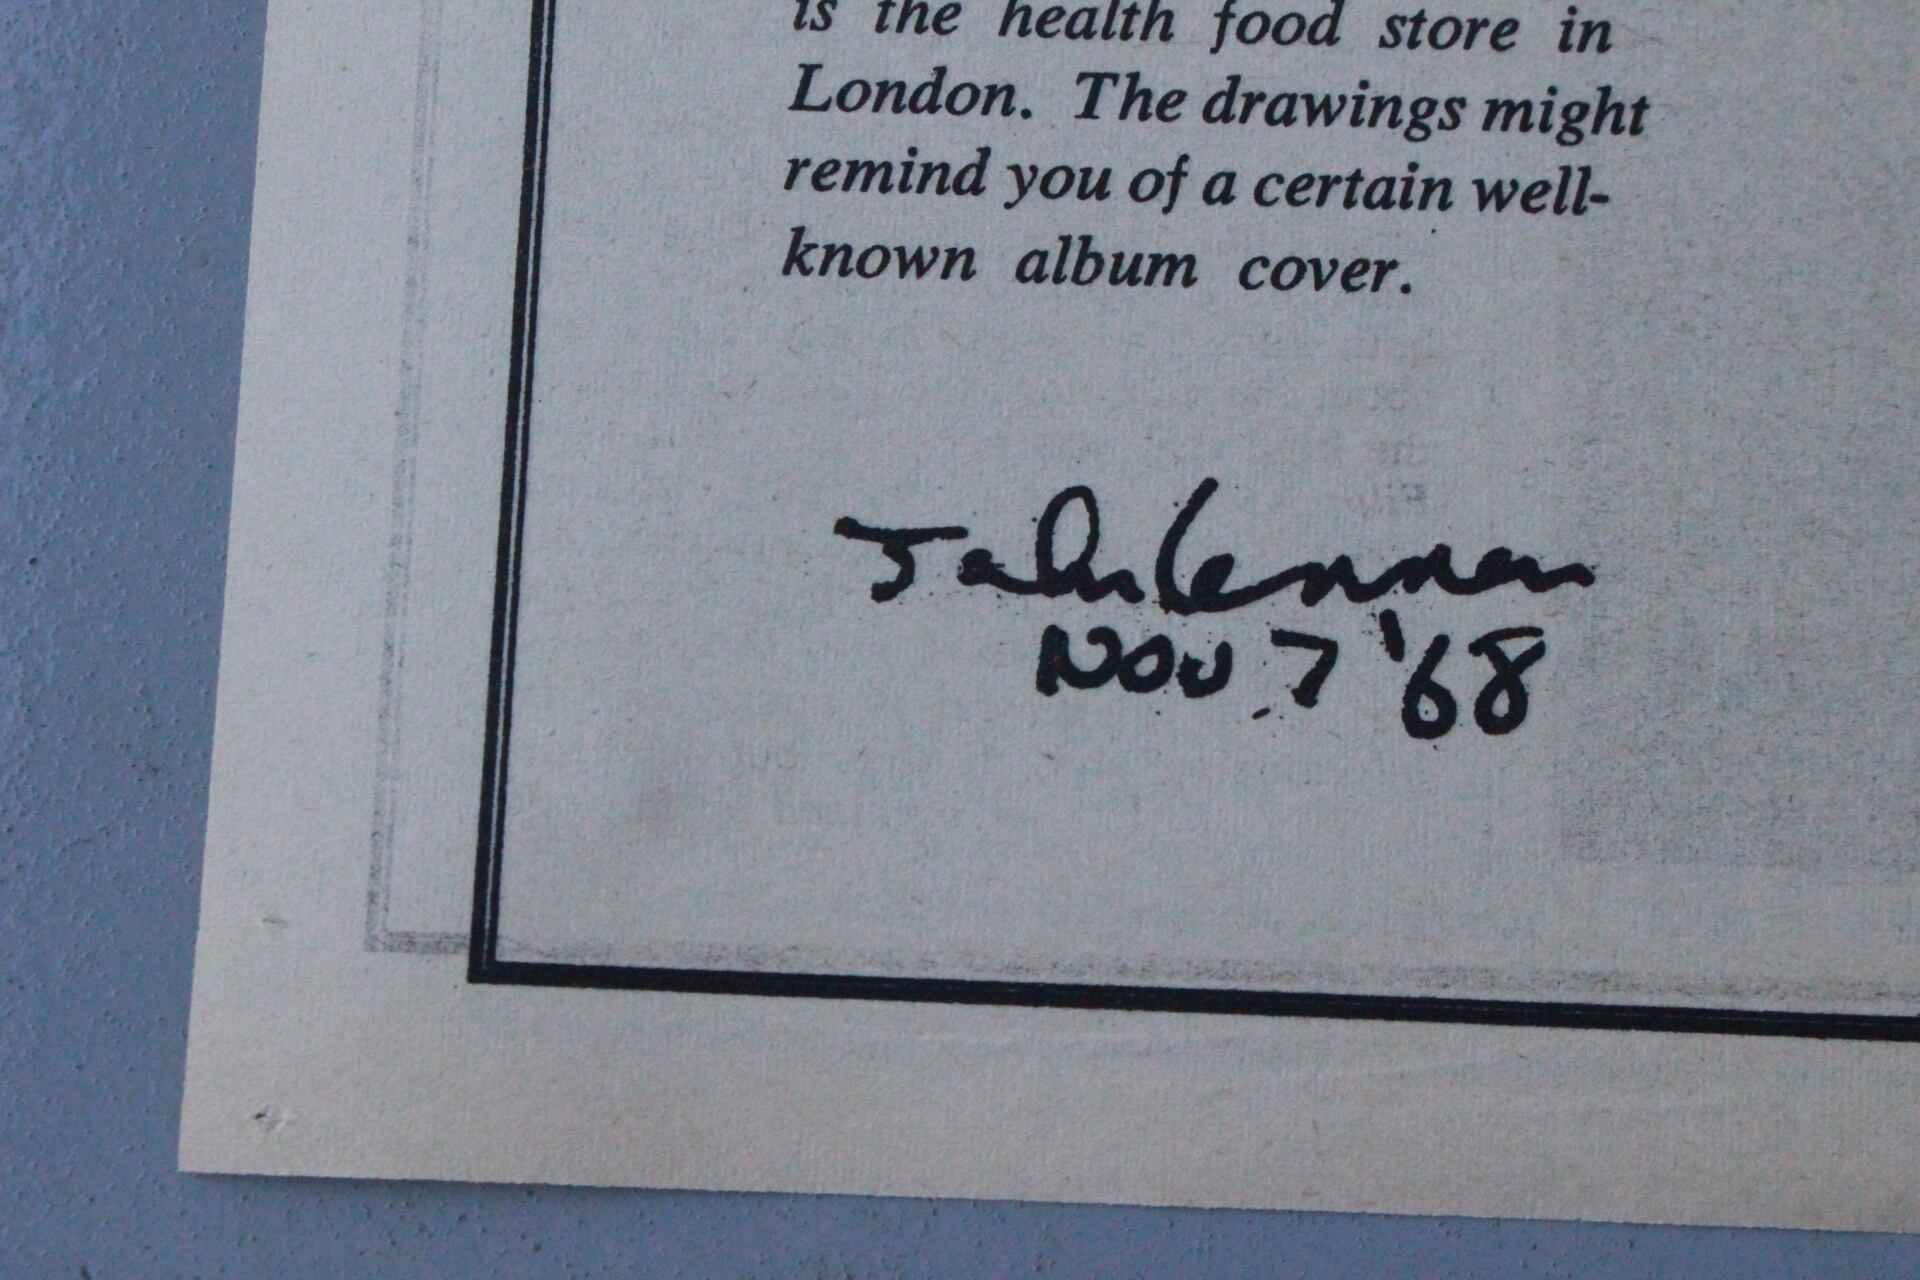 is the health food store in
London. The drawings might
remind you of a certain well-
known album cover.
John Lennon
NOV 7 '68